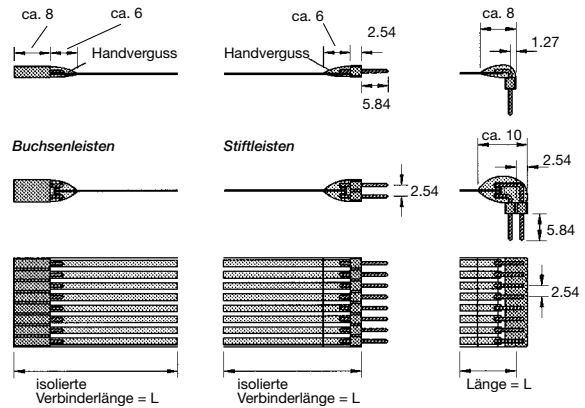 ca. 8
ca. 6
Handverguss
ca. 6
2.54
Handverguss
5.84
ca. 8
1.27
Buchsenleisten
Stiftleisten
2.54
ca. 10
2.54
5.84
2.54
isolierte
Verbinderlänge = L
isolierte
Verbinderlänge = L
Länge = L